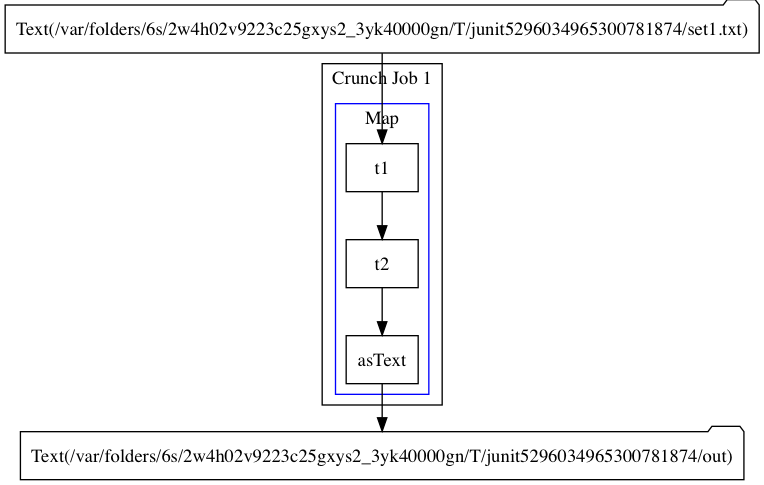 Text(/var/folders/6s/2w4h02v9223c25gxys2_3yk40000gn/T/junit5296034965300781874/set1.txt)
Crunch Job 1
Map
t1
t2
asText
Text(/var/folders/6s/2w4h02v9223c25gxys2_3yk40000gn/T/junit5296034965300781874/out)